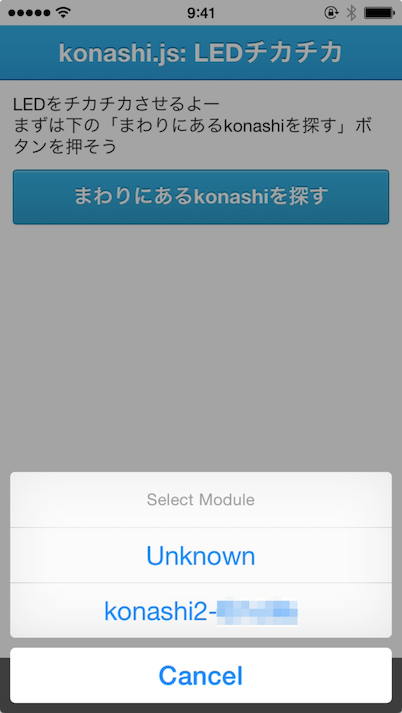 9:41
konashi.js: LEDチカチカ
LEDをチカチカさせるよー
まずは下の「まわりにあるkonashiを探す」ボ
タンを押そう
まわりにあるkonashiを探す
Select Module
Unknown
konashi2-
Cancel